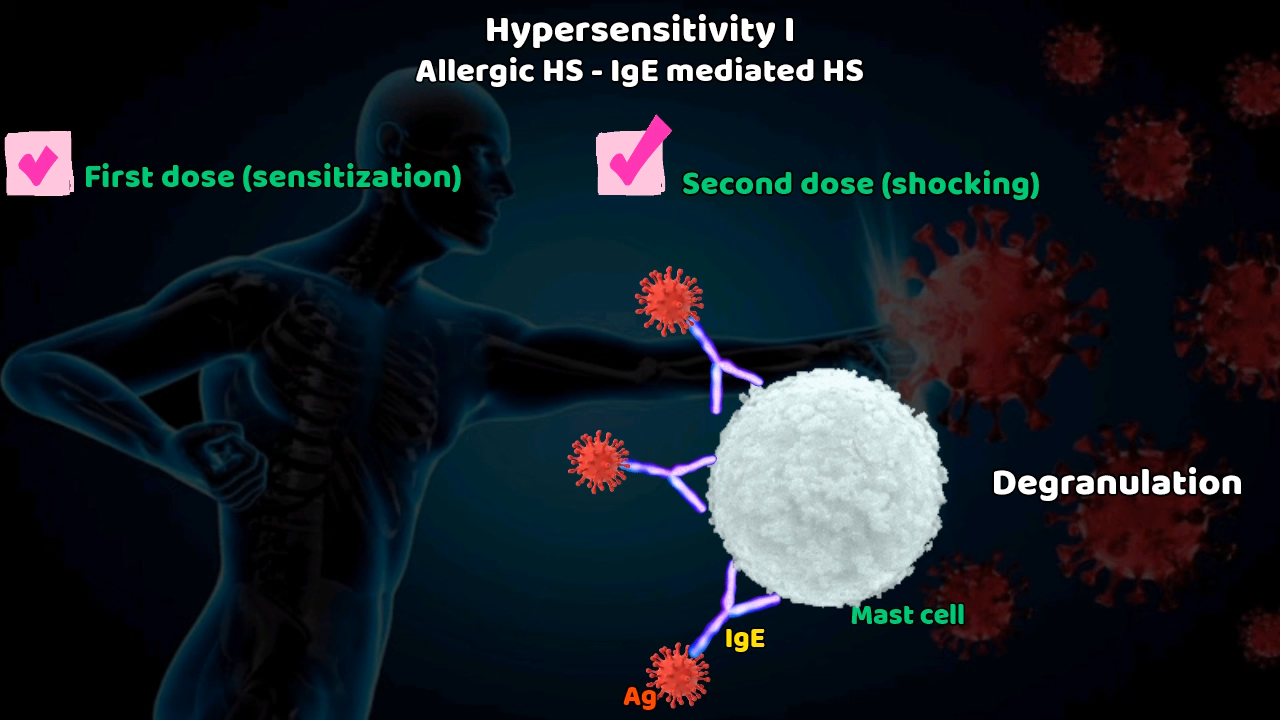 Hypersensitivity I
Allergic HS - IgE mediated HS
First dose (sensitization)
Second dose (shocking)
Degranulation
Mast cell
IgE
Ag